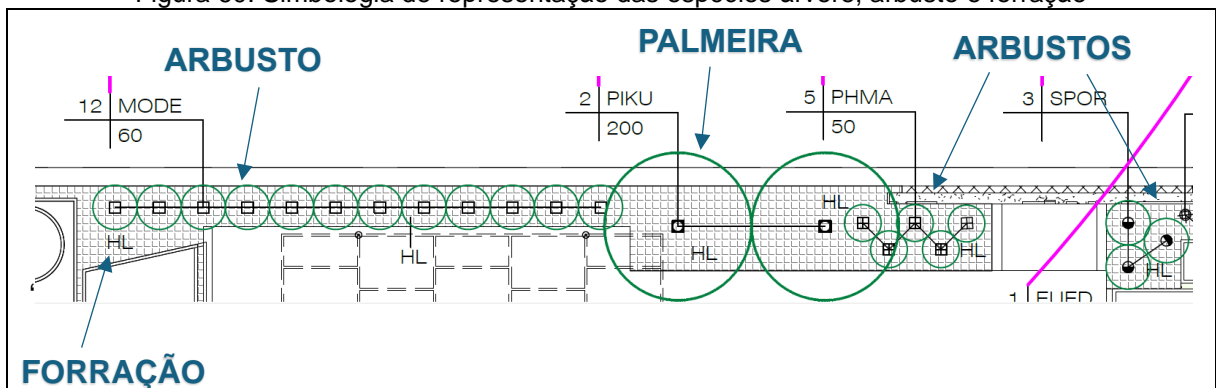 Figura 60: Simbologia de representação das espécies árvore, arbusto e forração
ARBUSTO
PALMEIRA
ARBUSTOS
12 MODE
60
2 PIKU
200
5 PHMA
50
3 SPOR
HL
HL
HL
HL
HL
HL
1 EUED
FORRAÇÃO